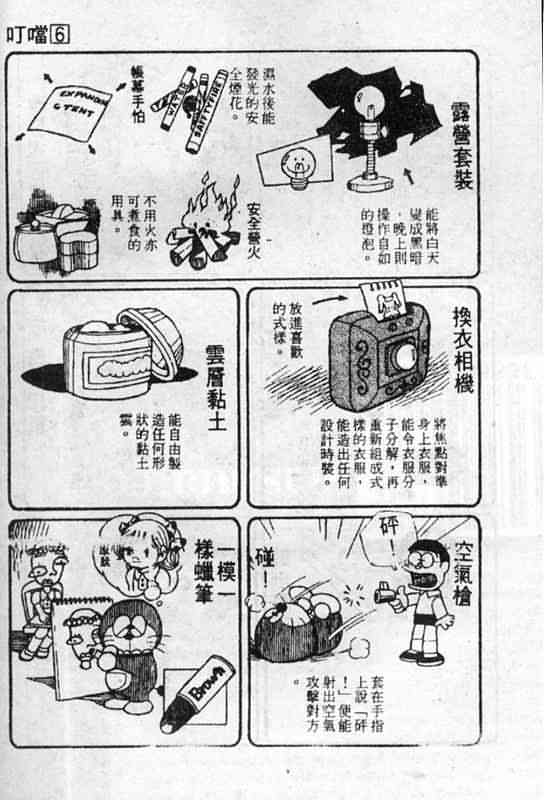 叮噹6
露營套裝
能將白天
變成黑暗
，晚上則
操作自如
的燈泡。
濕水後能
發光的安
全煙花。
帳幕手怕
EXPANDING
TENT
安全營火
不用火亦
可煮食的
用具。
換衣相機
放進喜歡
的式樣。
將焦點對準
身上衣服，
能令衣服分
子分解，再
重新組成式
樣的衣服，
能造出任何
設計時裝。
雲層黏土
能自由製
造任何形
狀的黏土
雲。
空氣槍
砰！
碰！
套在手指
上說「砰
！」便能
射出空氣
攻擊對方
。
一模一
樣蠟筆
Brown